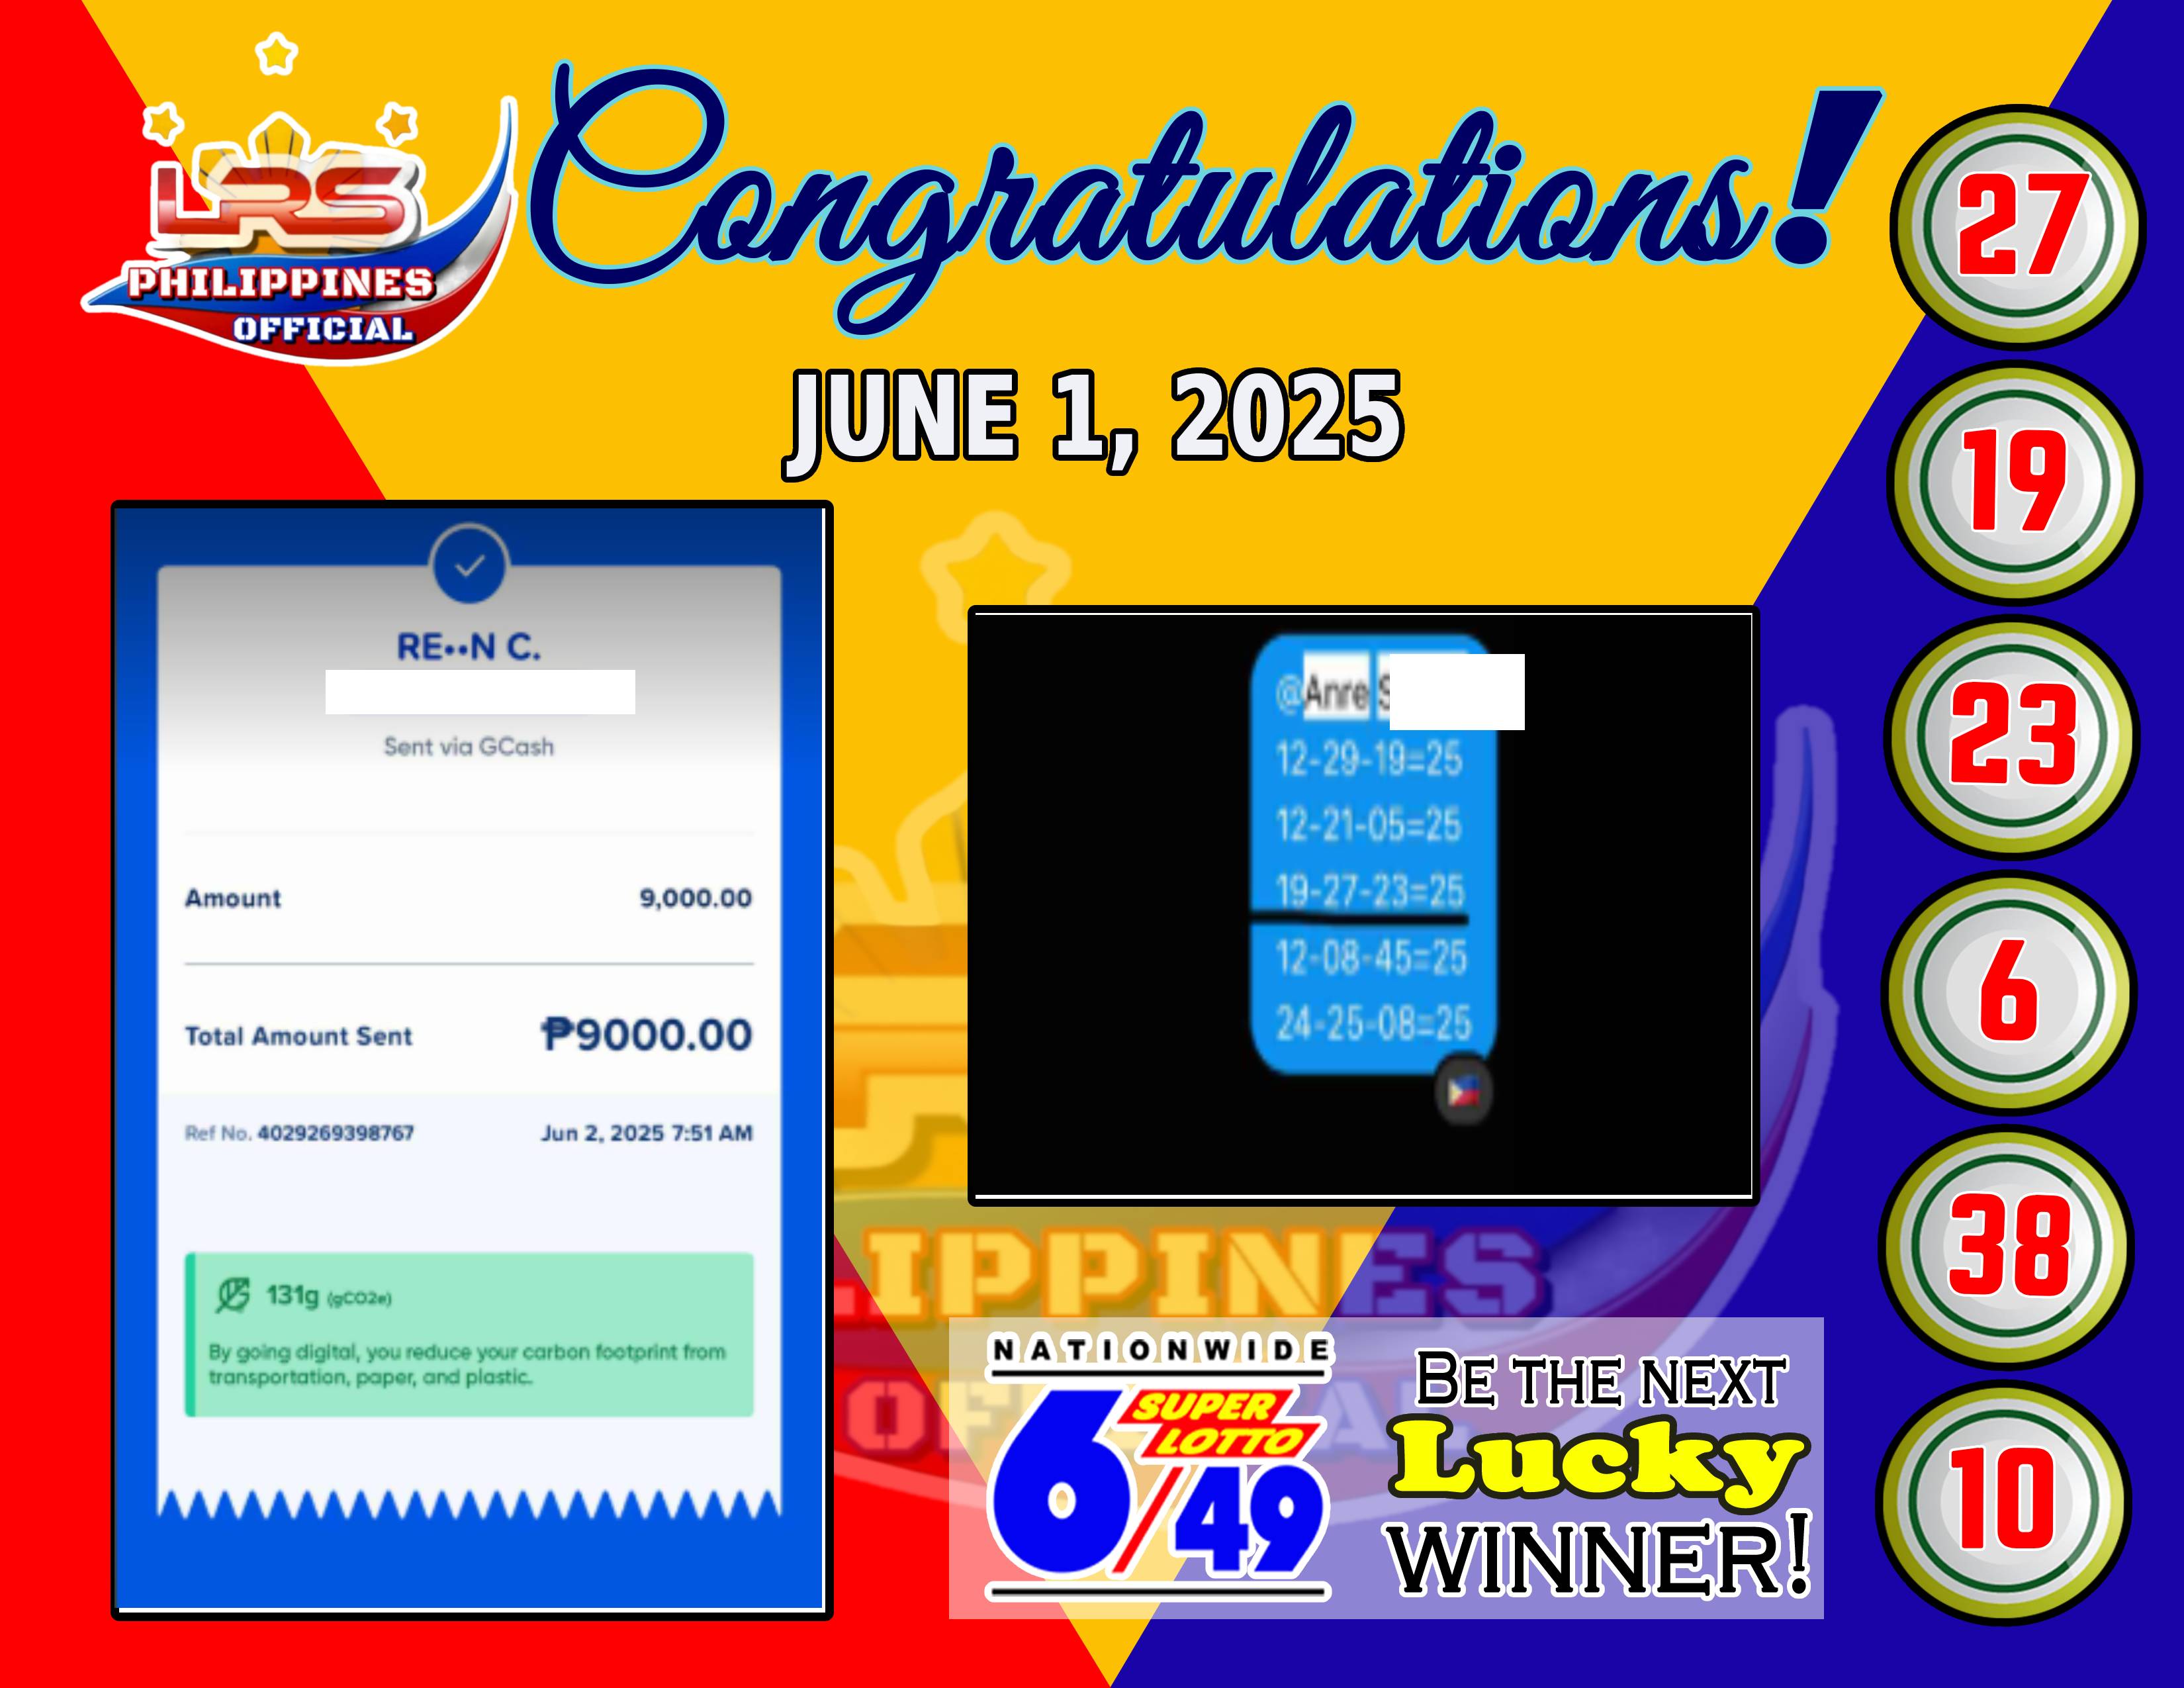 LRS
PHILIPPINES
OFFICIAL
Congratulations!
JUNE 1, 2025
RE••N C.
Sent via GCash
Amount 9,000.00
Total Amount Sent ₱9000.00
Ref No. 4029269398767 Jun 2, 2025 7:51 AM
131g (gCO2e)
By going digital, you reduce your carbon footprint from
transportation, paper, and plastic.
@Anre S
12-29-19=25
12-21-05=25
19-27-23=25
12-08-45=25
24-25-08=25
LIPPINES
NATIONWIDE
SUPER
LOTTO
6/49
BE THE NEXT
Lucky
WINNER!
27
19
23
6
38
10